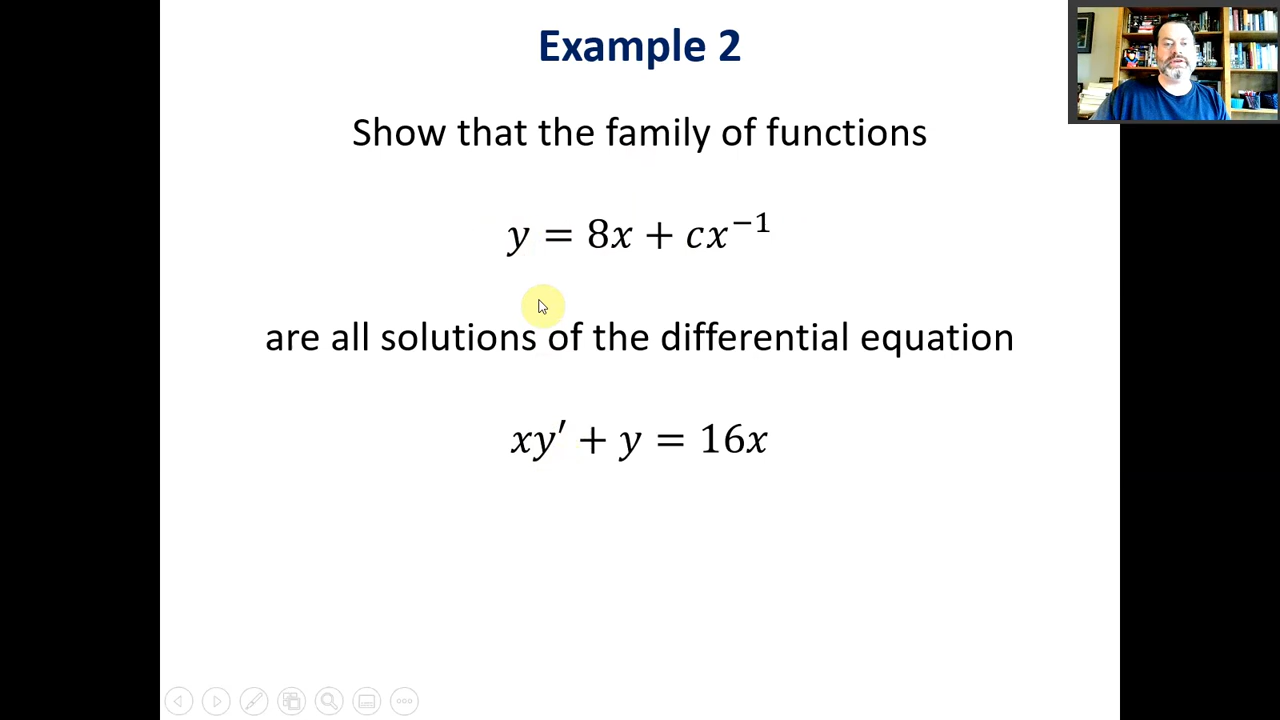 Example 2
Show that the family of functions
y = 8x + cx⁻¹
are all solutions of the differential equation
xy′ + y = 16x